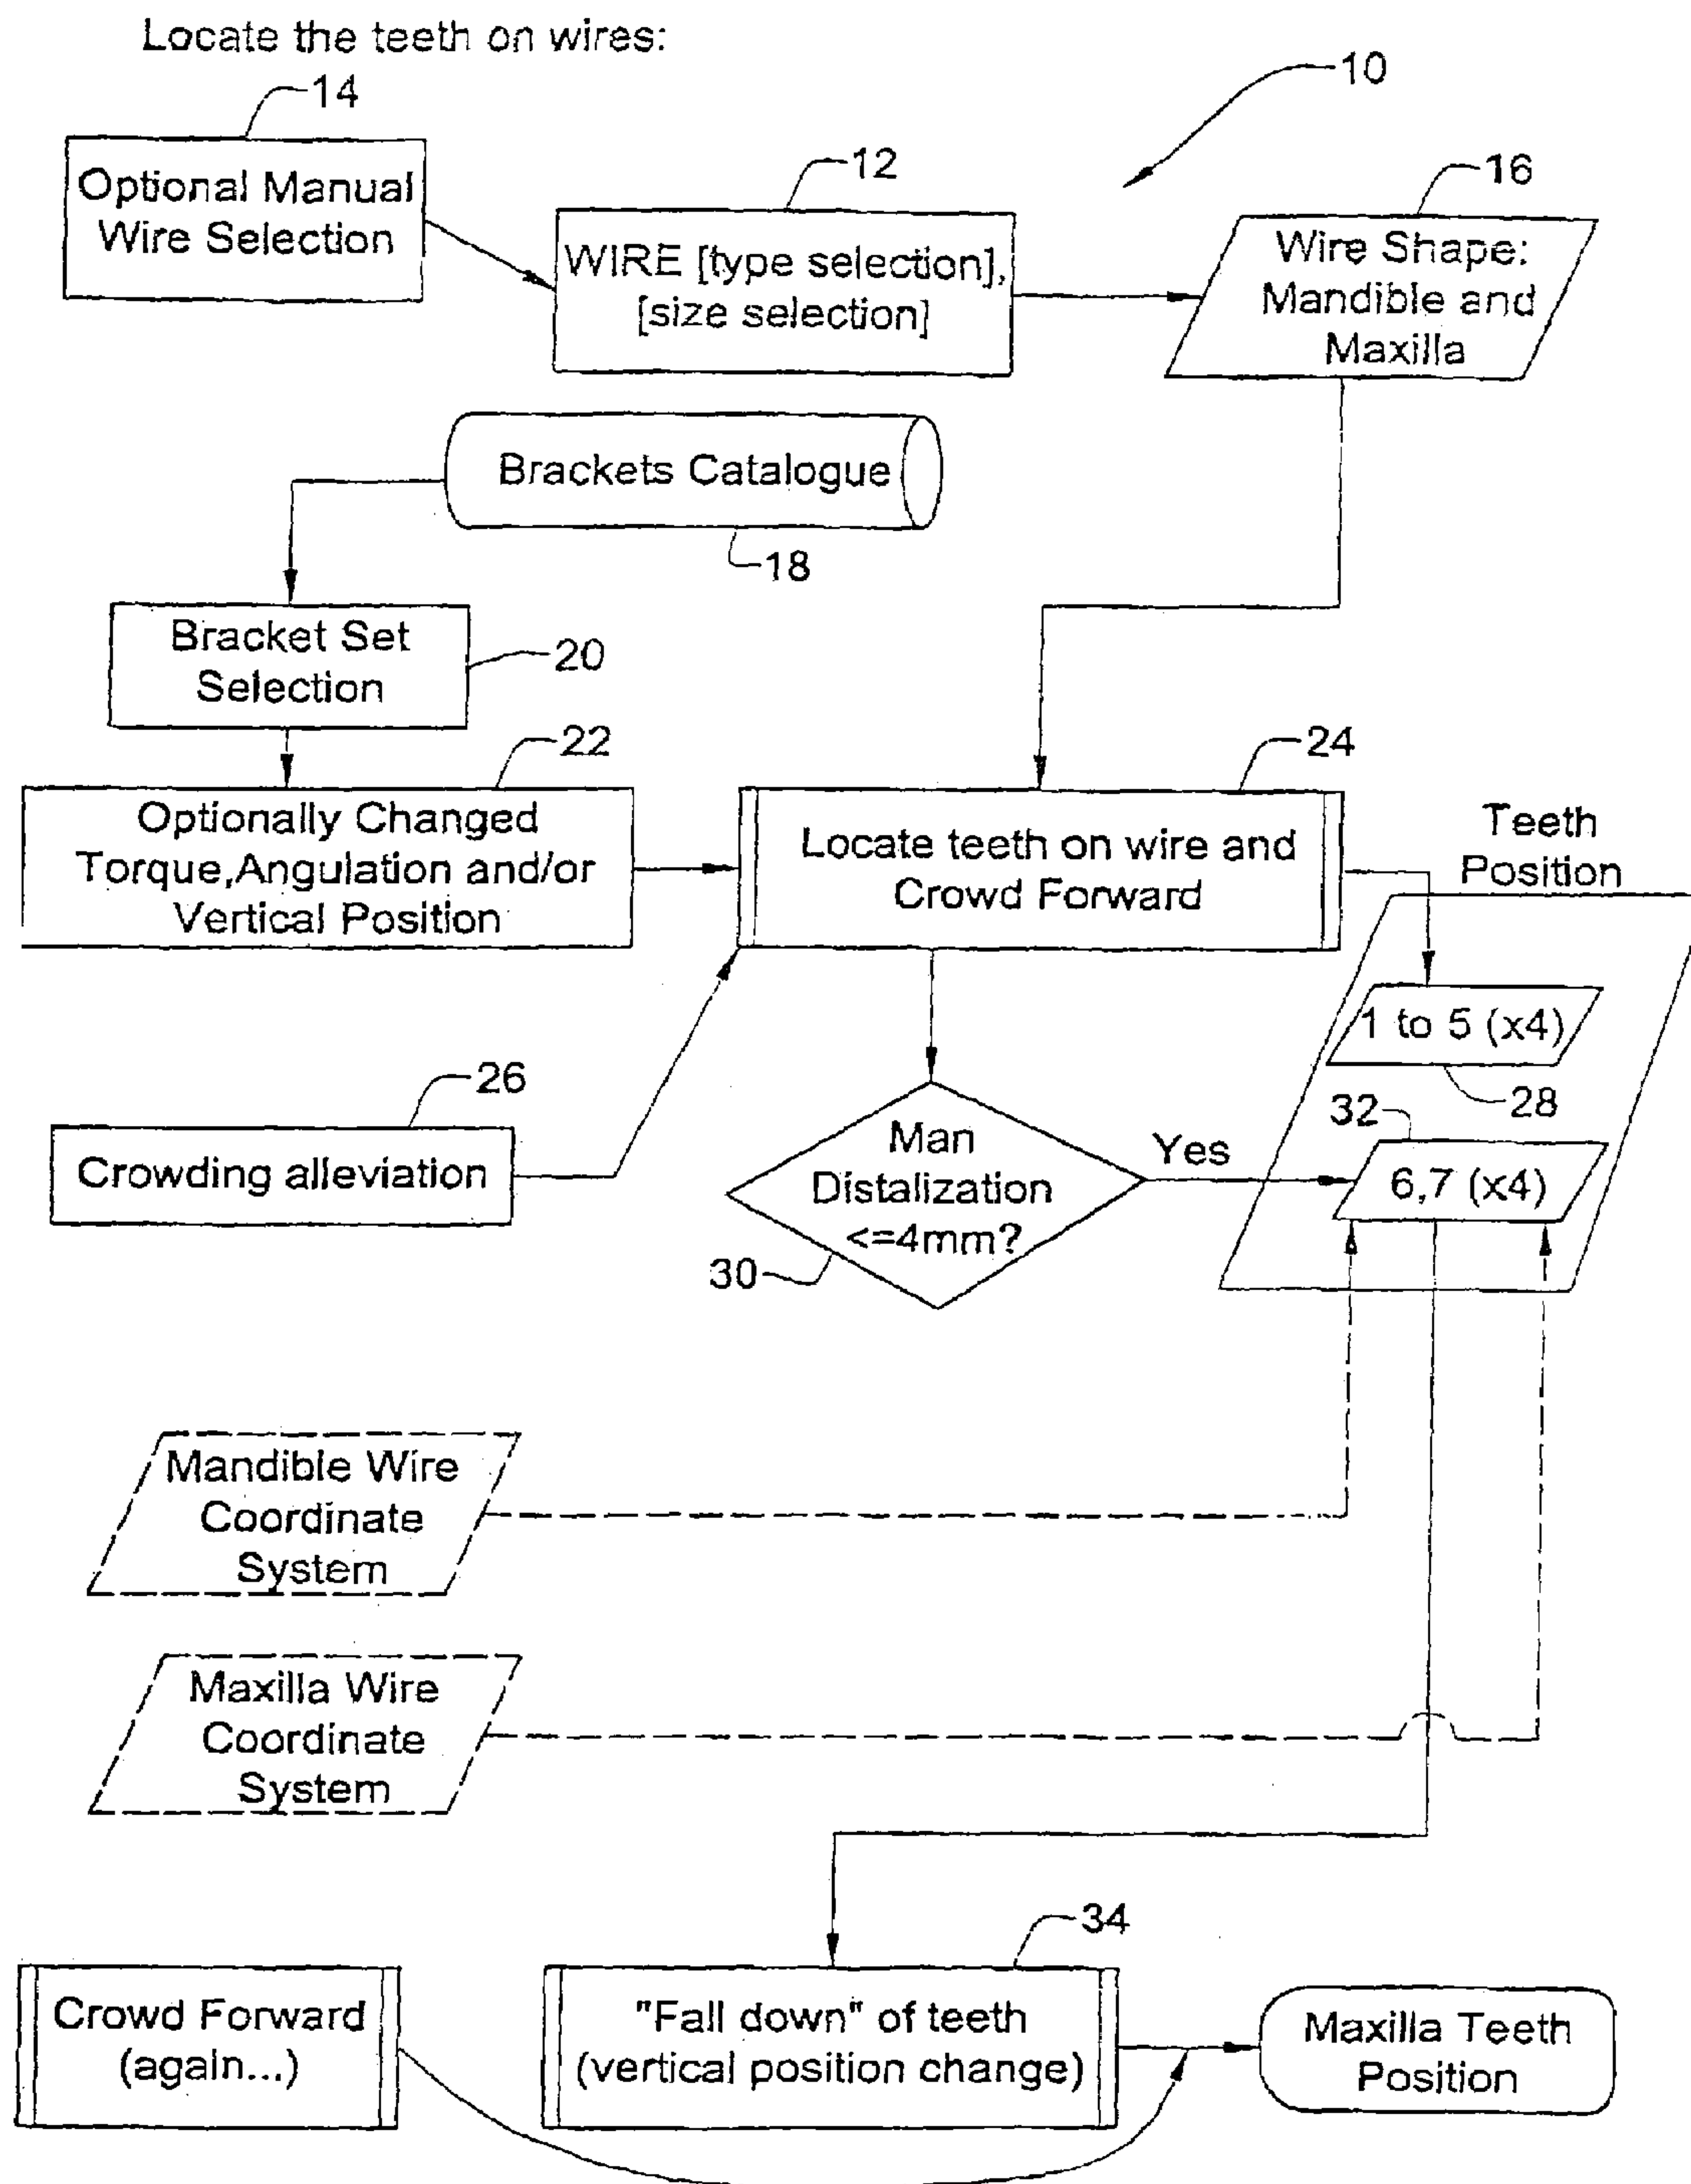 Locate the teeth on wires:
14
10
12
16
Optional Manual
Wire Selection
WIRE [type selection],
[size selection]
Wire Shape:
Mandible and
Maxilla
Brackets Catalogue
18
Bracket Set
Selection
20
22
24
Optionally Changed
Torque,Angulation and/or
Vertical Position
Locate teeth on wire and
Crowd Forward
Teeth
Position
1 to 5 (x4)
28
26
Crowding alleviation
Man
Distalization
<=4mm?
30
Yes
32
6,7 (x4)
Mandible Wire
Coordinate
System
Maxilla Wire
Coordinate
System
34
Crowd Forward
(again...)
"Fall down" of teeth
(vertical position change)
Maxilla Teeth
Position